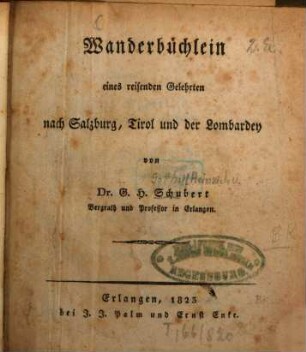 Wanderbüchlein
eines reisenden Gelehrten
nach Salzburg, Tirol und der Lombardey
von
Dr. G. H. Schubert
Bergrath und Professor in Erlangen.
Erlangen, 1823
bei J. J. Palm und Ernst Enke.